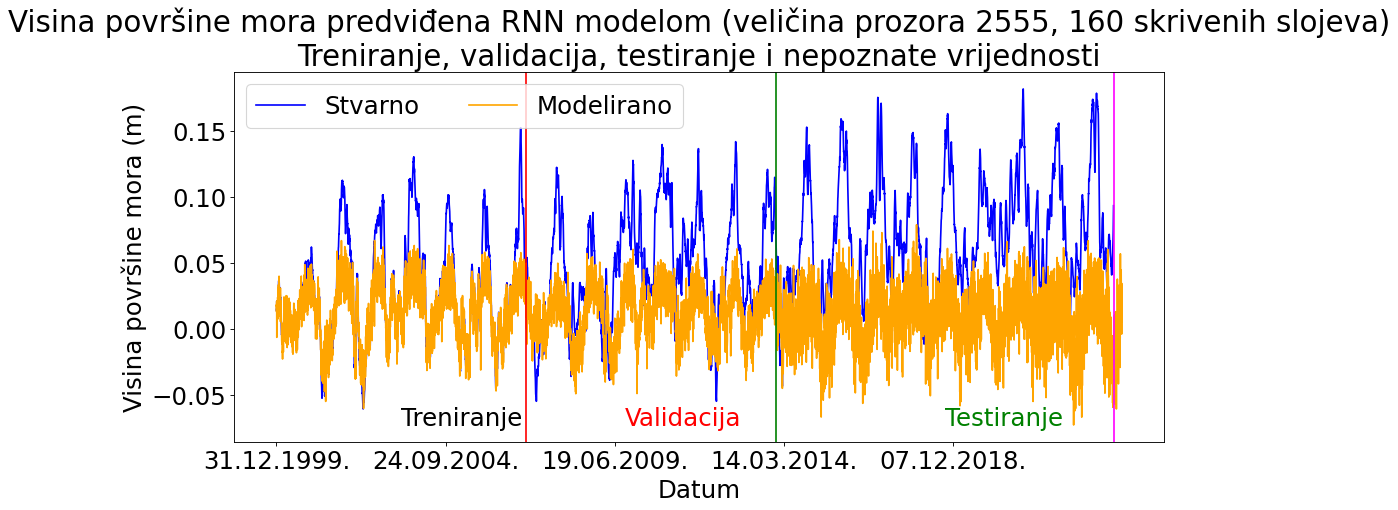 Visina površine mora predviđena RNN modelom (veličina prozora 2555, 160 skrivenih slojeva)
Treniranje, validacija, testiranje i nepoznate vrijednosti
Stvarno Modelirano
Visina površine mora (m)
0.15
0.10
0.05
0.00
−0.05
Treniranje Validacija Testiranje
31.12.1999. 24.09.2004. 19.06.2009. 14.03.2014. 07.12.2018.
Datum